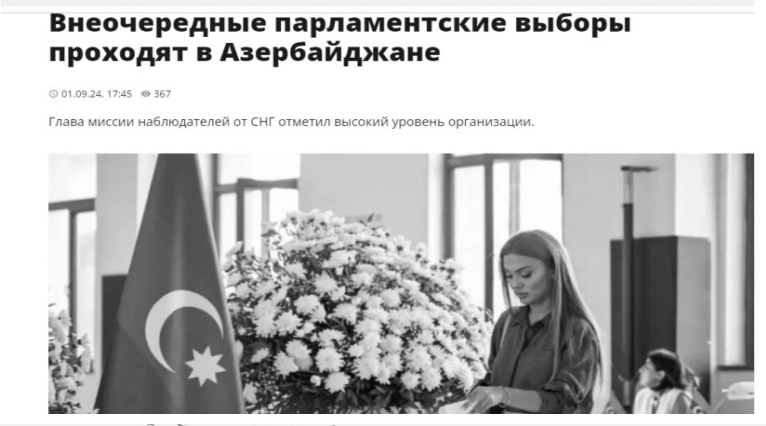 Внеочередные парламентские выборы
проходят в Азербайджане
01.09.24, 17:45 367
Глава миссии наблюдателей от СНГ отметил высокий уровень организации.